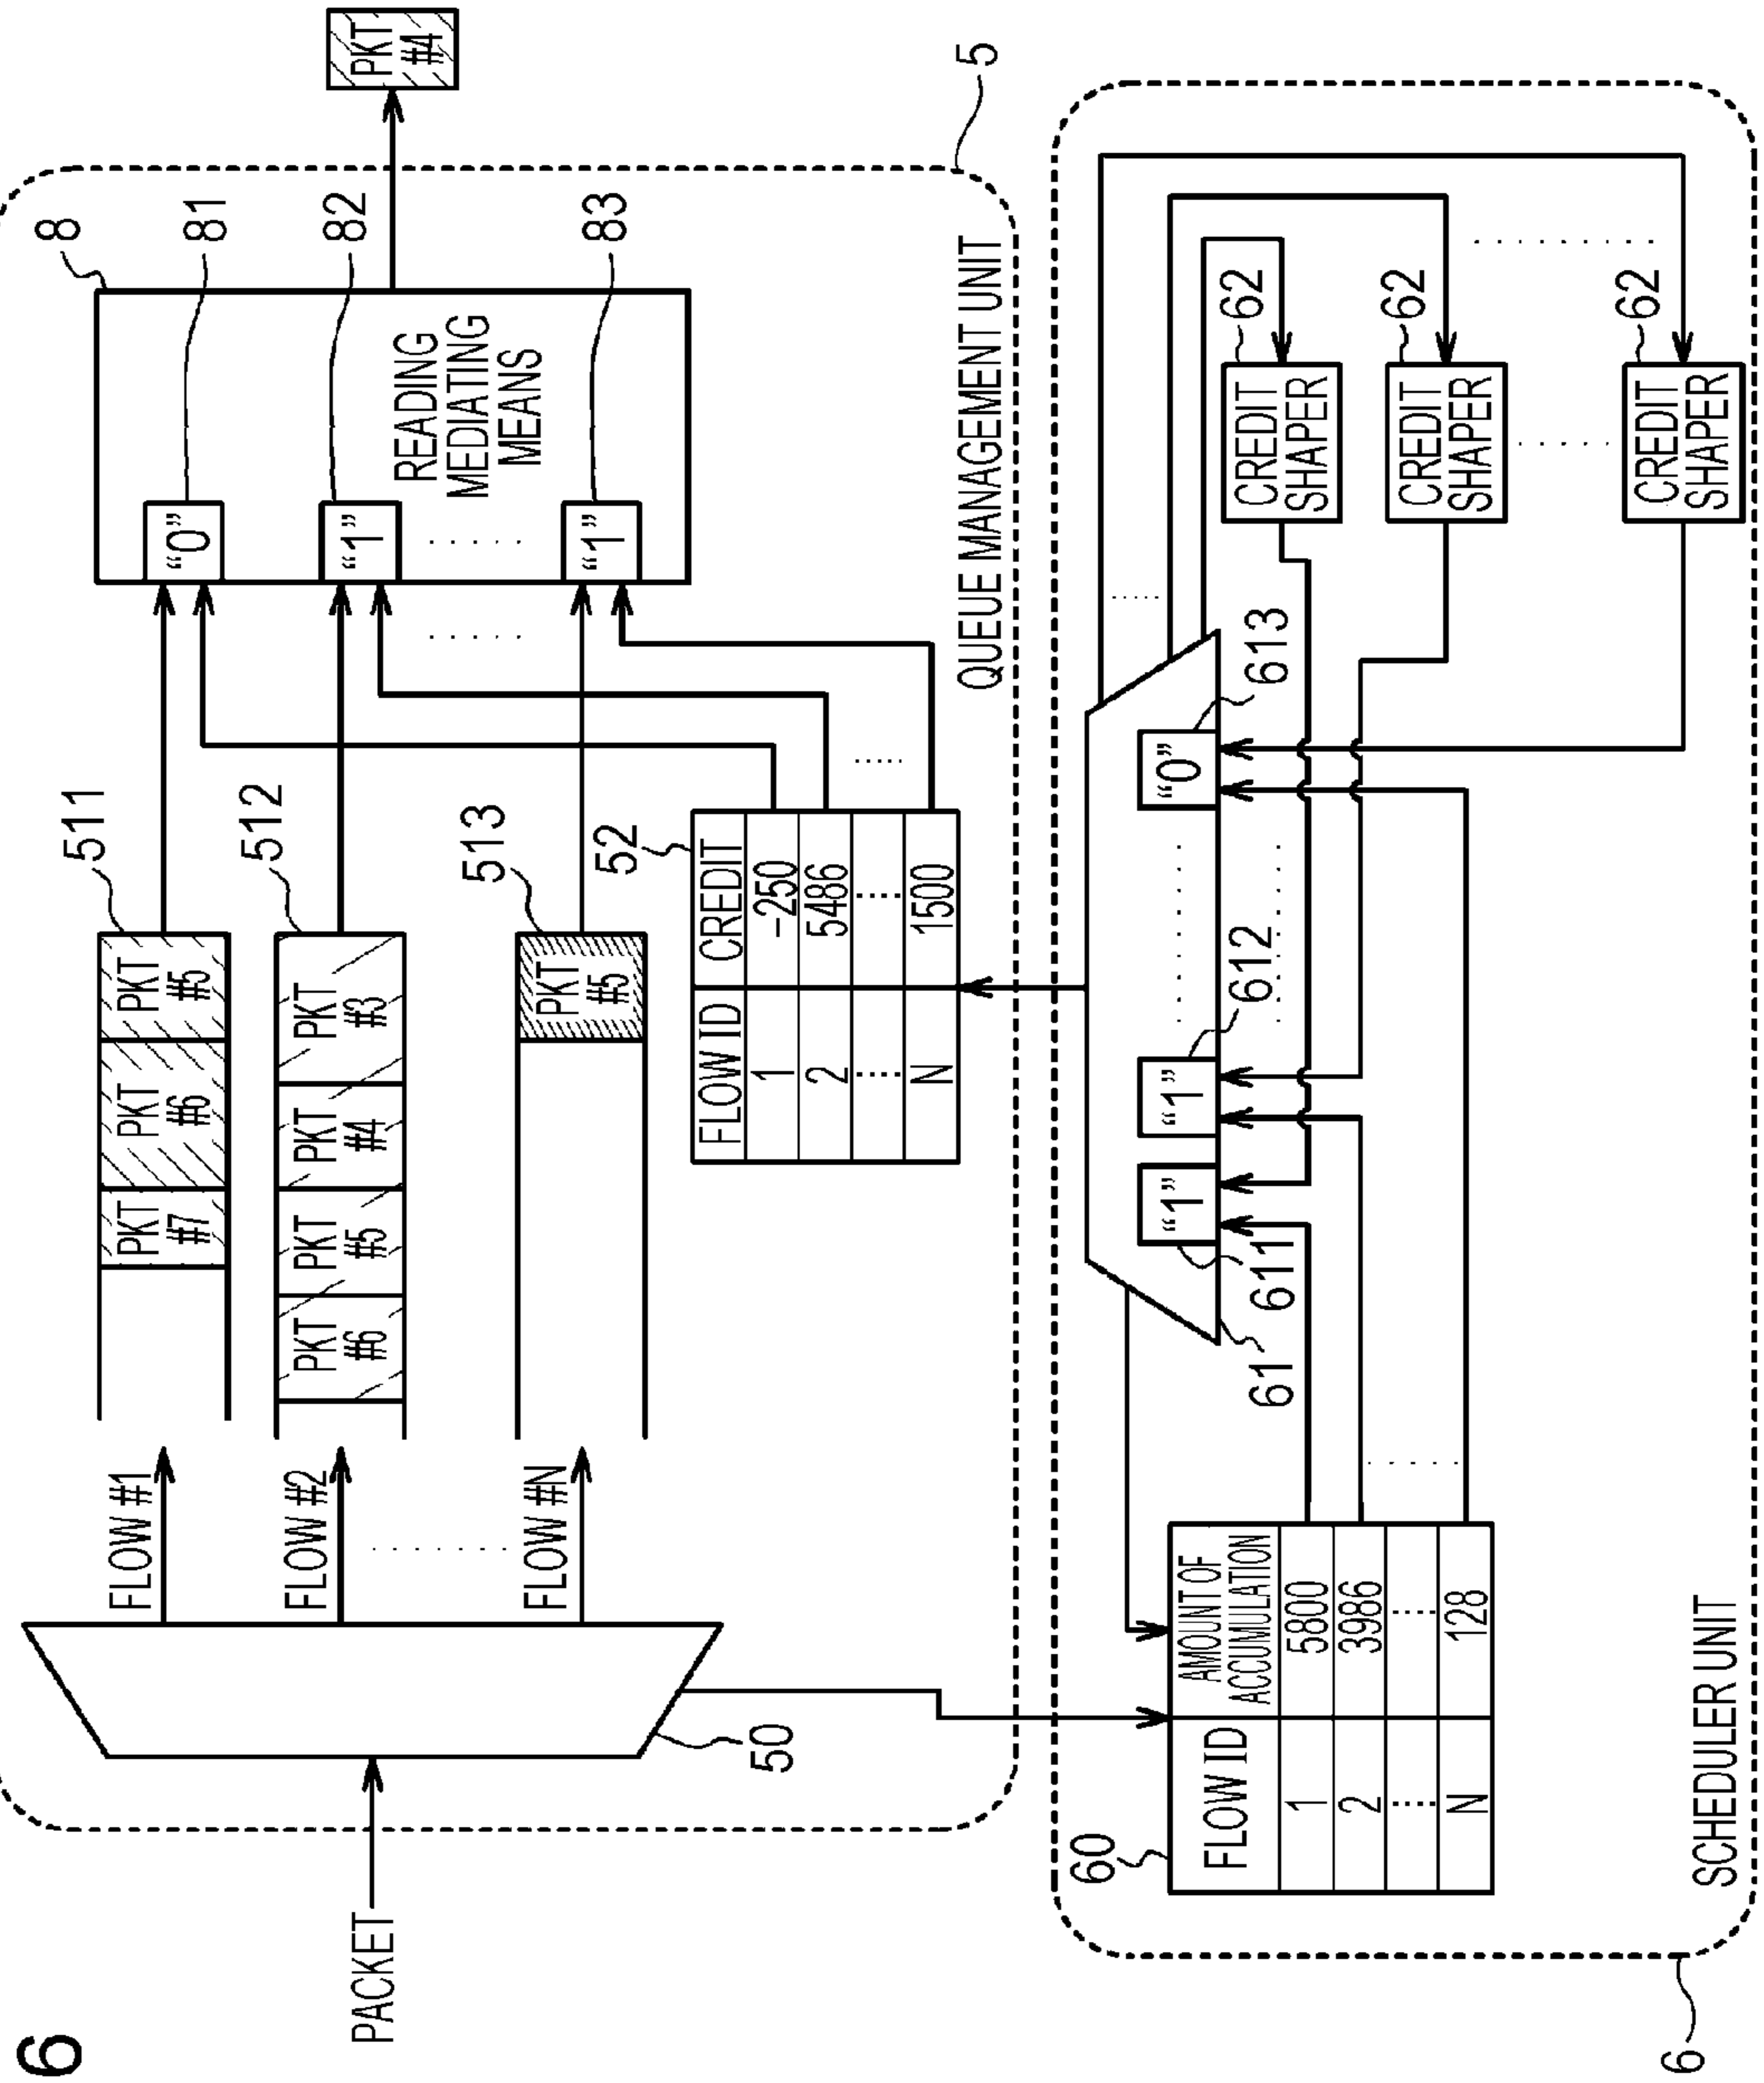 6
PACKET
50
FLOW #1
FLOW #2
FLOW #N
PKT
#7
PKT
#6
PKT
#5
511
PKT
#6
PKT
#5
PKT
#4
PKT
#3
512
PKT
#5
513
52
FLOW ID CREDIT
1 -250
2 5486
..... .....
N 1500
8
"0"
81
"1"
82
"1"
83
READING
MEDIATING
MEANS
PKT
#4
QUEUE MANAGEMENT UNIT
5
60
FLOW ID
AMOUNT OF
ACCUMULATION
1 5800
2 3986
..... .....
N 128
61
"1"
611
"1"
612
"0"
613
CREDIT
SHAPER
62
CREDIT
SHAPER
62
CREDIT
SHAPER
62
SCHEDULER UNIT
6